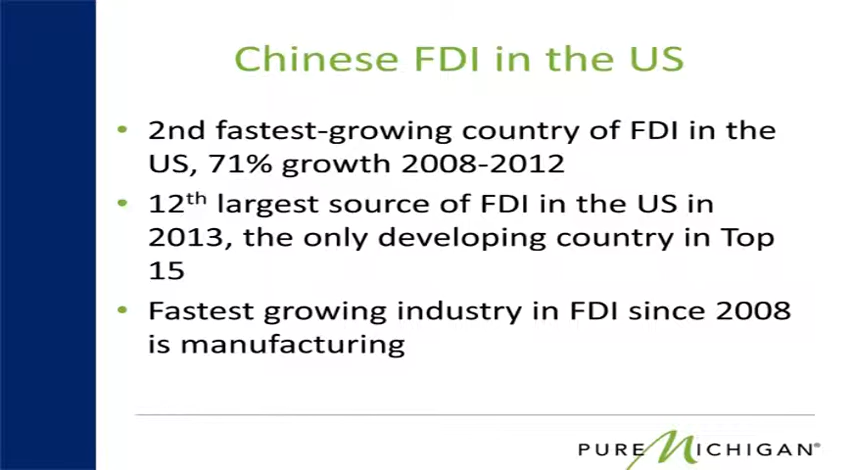 Chinese FDI in the US
• 2nd fastest-growing country of FDI in the
US, 71% growth 2008-2012
• 12th largest source of FDI in the US in
2013, the only developing country in Top
15
• Fastest growing industry in FDI since 2008
is manufacturing
PURE MICHIGAN®